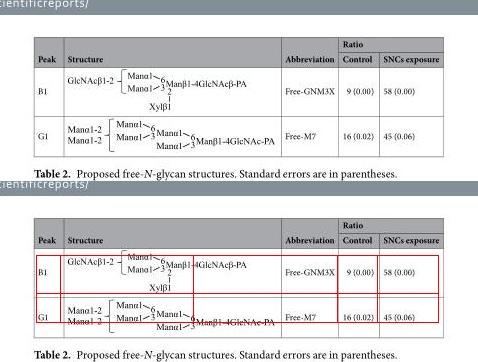 cientificreports/
Ratio
Peak Structure Abbreviation Control SNCs exposure
GlcNAcβ1-2 Manα1 6 Manβ1-4GlcNAcβ-PA
B1 Manα1 3 Free-GNM3X 9 (0.00) 58 (0.00)
2
Xylβ1
Manα1-2 Manα1 6 Manα1 6
G1 Manα1-2 Manα1 3 Manβ1-4GlcNAc-PA Free-M7 16 (0.02) 45 (0.06)
Manα1 3
Table 2. Proposed free-N-glycan structures. Standard errors are in parentheses.
cientificreports/
Ratio
Peak Structure Abbreviation Control SNCs exposure
GlcNAcβ1-2 Manα1 6 Manβ1-4GlcNAc-PA
B1 Manα1 3 Free-GNM3X 9 (0.00) 58 (0.00)
2
Xylβ1
Manα1-2 Manα1 6 Manα1 6
G1 Manα1-2 Manα1 3 Manβ1-4GlcNAc-PA Free-M7 16 (0.02) 45 (0.06)
Manα1 3
Table 2. Proposed free-N-glycan structures. Standard errors are in parentheses.